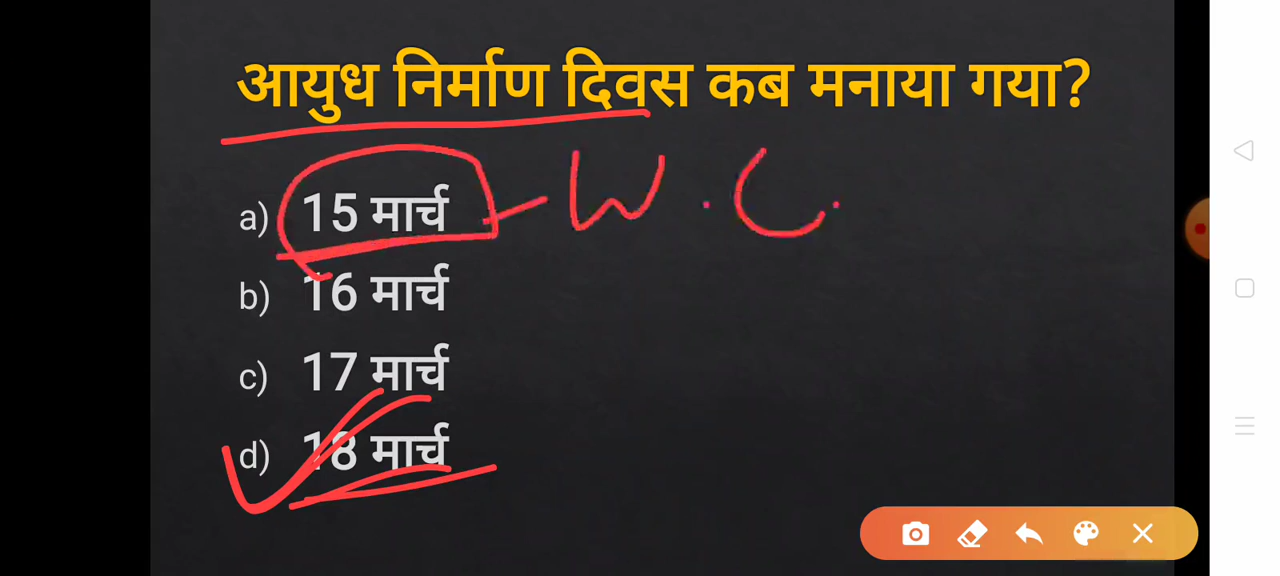 आयुध निर्माण दिवस कब मनाया गया?
a) 15 मार्च - W.C.
b) 16 मार्च
c) 17 मार्च
d) 18 मार्च